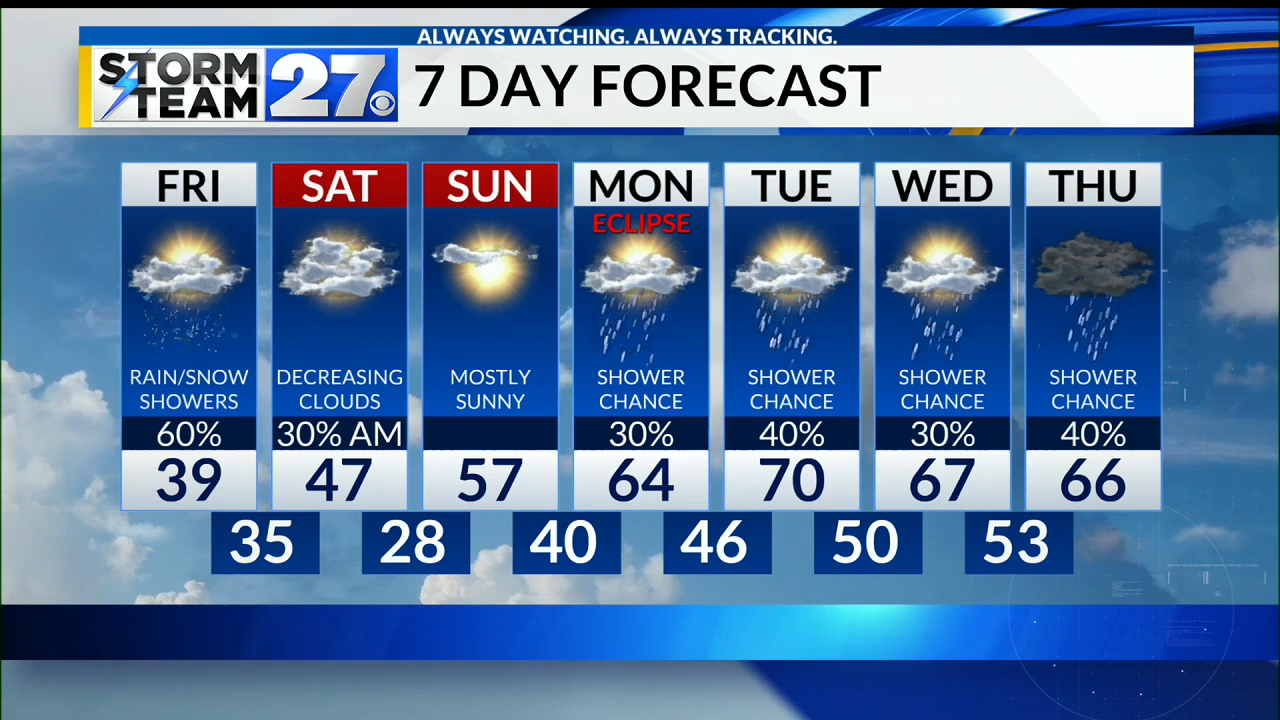 ALWAYS WATCHING. ALWAYS TRACKING.
STORM
TEAM
27
7 DAY FORECAST
FRI
RAIN/SNOW
SHOWERS
60%
39
SAT
DECREASING
CLOUDS
30% AM
47
SUN
MOSTLY
SUNNY
57
MON
ECLIPSE
SHOWER
CHANCE
30%
64
TUE
SHOWER
CHANCE
40%
70
WED
SHOWER
CHANCE
30%
67
THU
SHOWER
CHANCE
40%
66
35
28
40
46
50
53